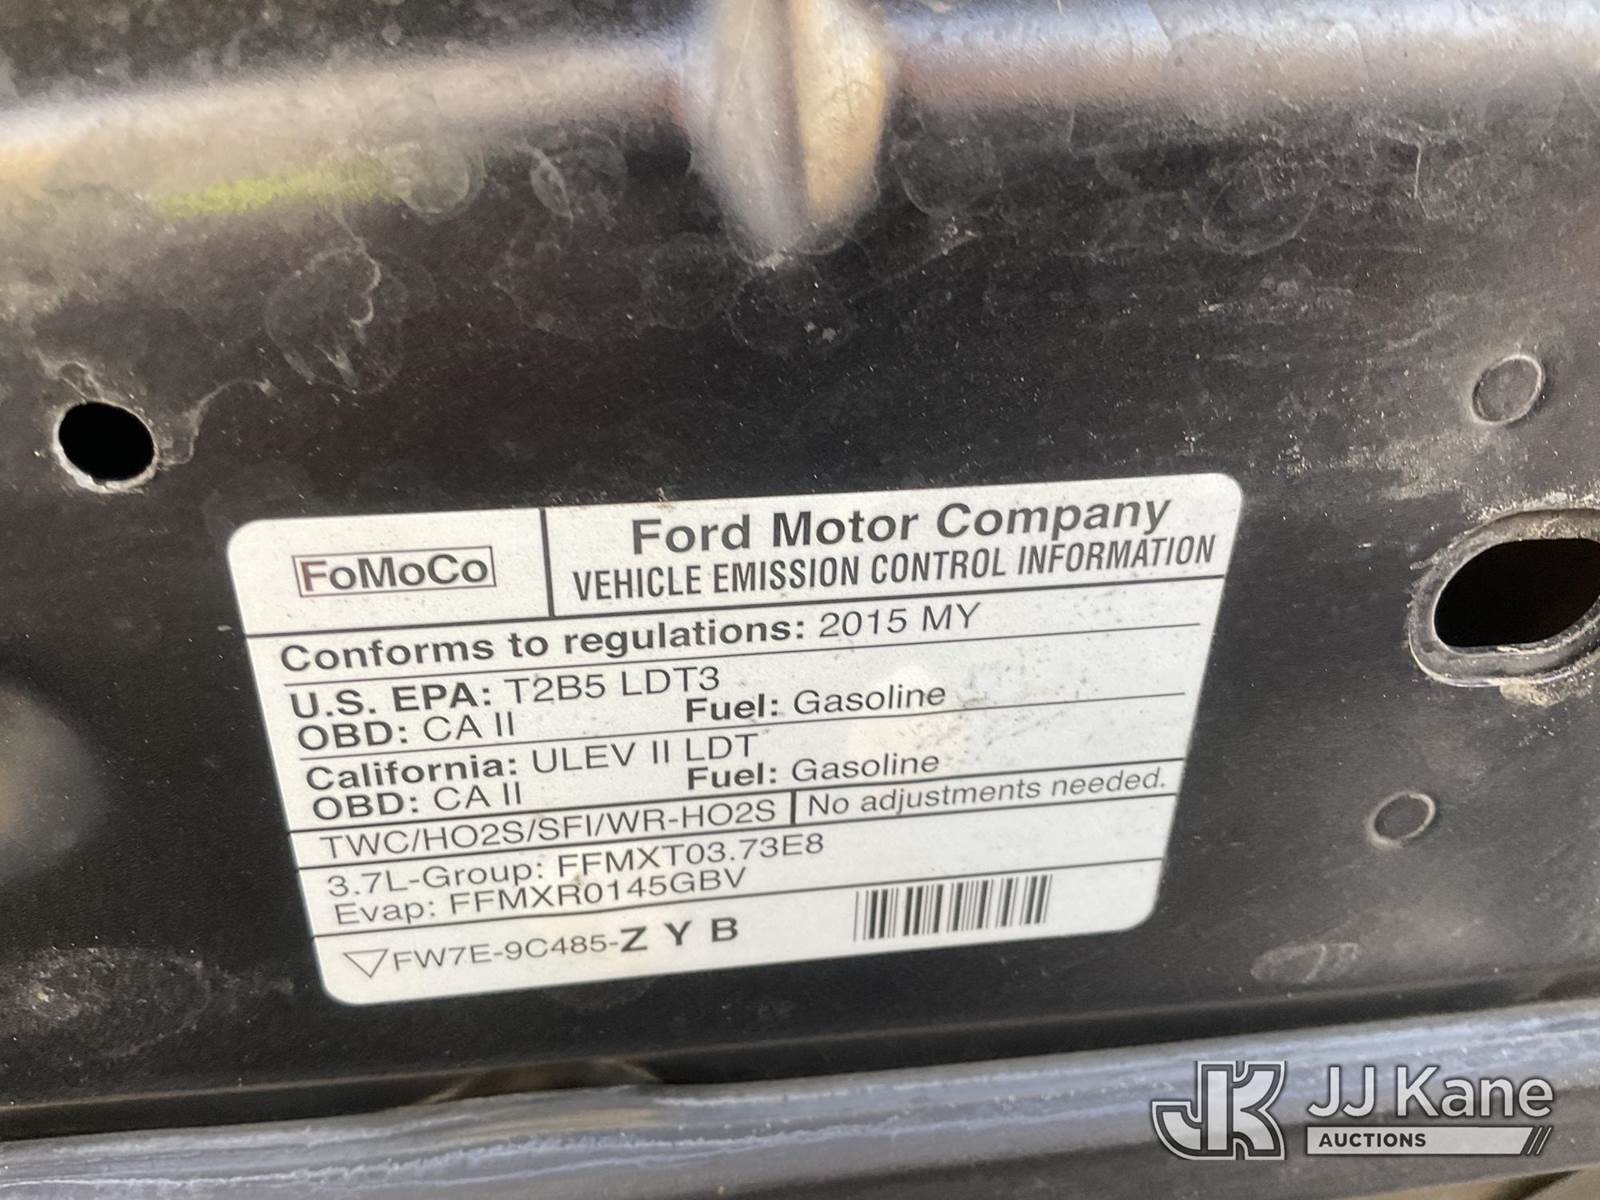 FoMoCo
Ford Motor Company
VEHICLE EMISSION CONTROL INFORMATION
Conforms to regulations: 2015 MY
U.S. EPA: T2B5 LDT3
OBD: CA II Fuel: Gasoline
California: ULEV II LDT
OBD: CA II Fuel: Gasoline
TWC/HO2S/SFI/WR-HO2S No adjustments needed.
3.7L-Group: FFMXT03.73E8
Evap: FFMXR0145GBV
FW7E-9C485-Z Y B
JK JJ Kane
AUCTIONS